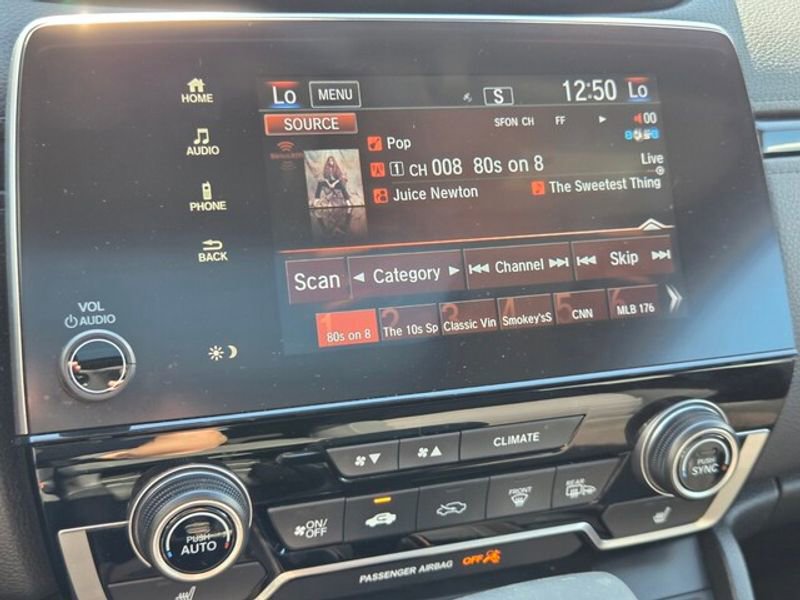 HOME
AUDIO
PHONE
BACK
VOL
AUDIO
Lo MENU S 12:50 Lo
SOURCE SFON CH FF 00
Pop
1 CH 008 80s on 8 Live
Juice Newton The Sweetest Thing
Scan Category Channel Skip
80s on 8 The 10s Sp Classic Vin Smokey'sS CNN MLB 176
CLIMATE
ON/OFF FRONT REAR
PUSH AUTO
PUSH SYNC
PASSENGER AIRBAG OFF